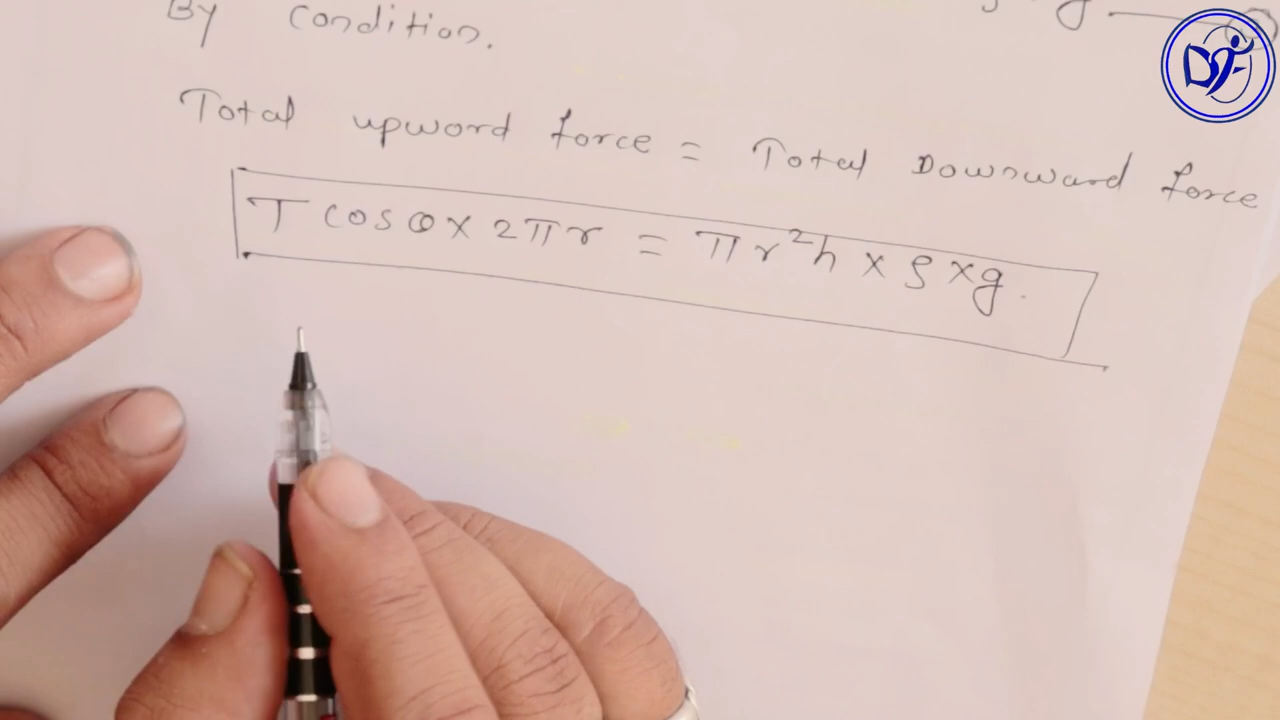 By condition.
Total upword force = Total Downward force
T cos θ × 2πr = πr²h × ρ × g.